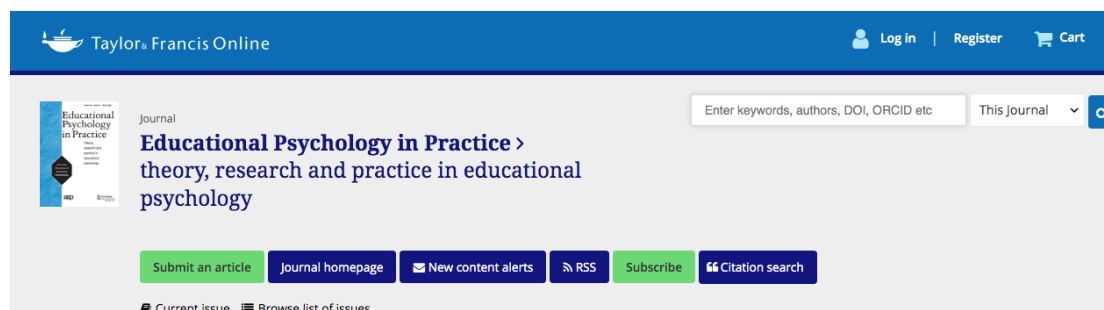 Taylor & Francis Online
Log in | Register Cart
Enter keywords, authors, DOI, ORCID etc This Journal
Educational
Psychology
in Practice
Journal
Educational Psychology in Practice >
theory, research and practice in educational
psychology
Submit an article Journal homepage New content alerts RSS Subscribe Citation search
Current issue Browse list of issues